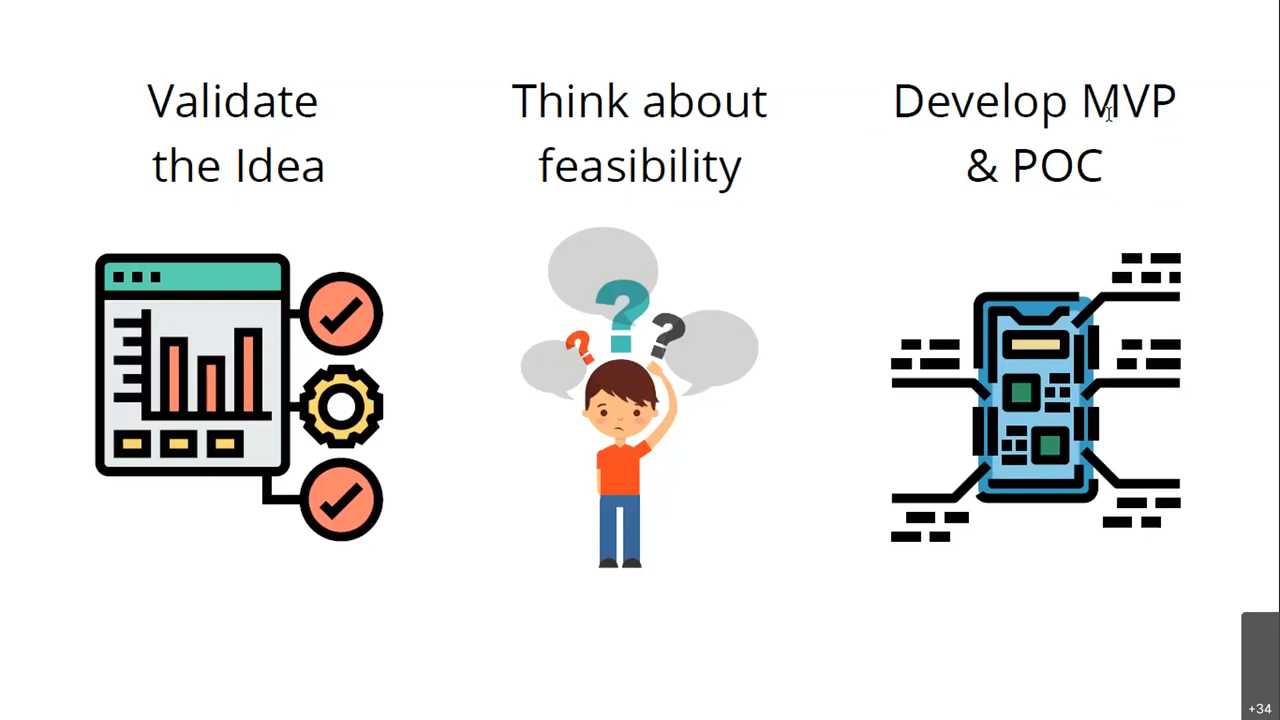 Validate
the Idea
Think about
feasibility
Develop MVP
& POC
? ? ?
+34